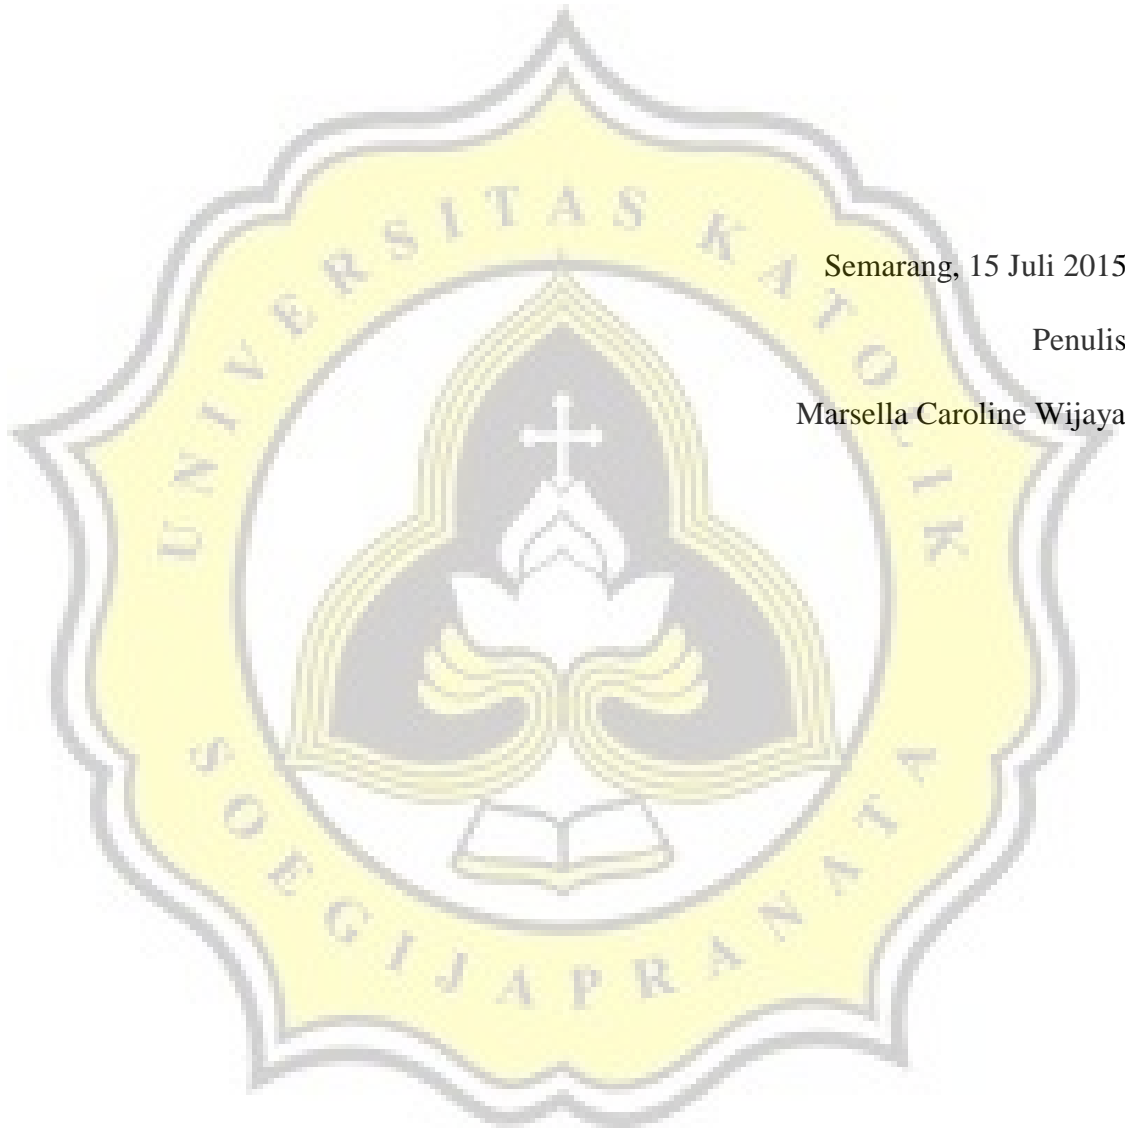 UNIVERSITAS KATOLIK
Semarang, 15 Juli 2015
Penulis
Marsella Caroline Wijaya
SOEGIJAPRANATA